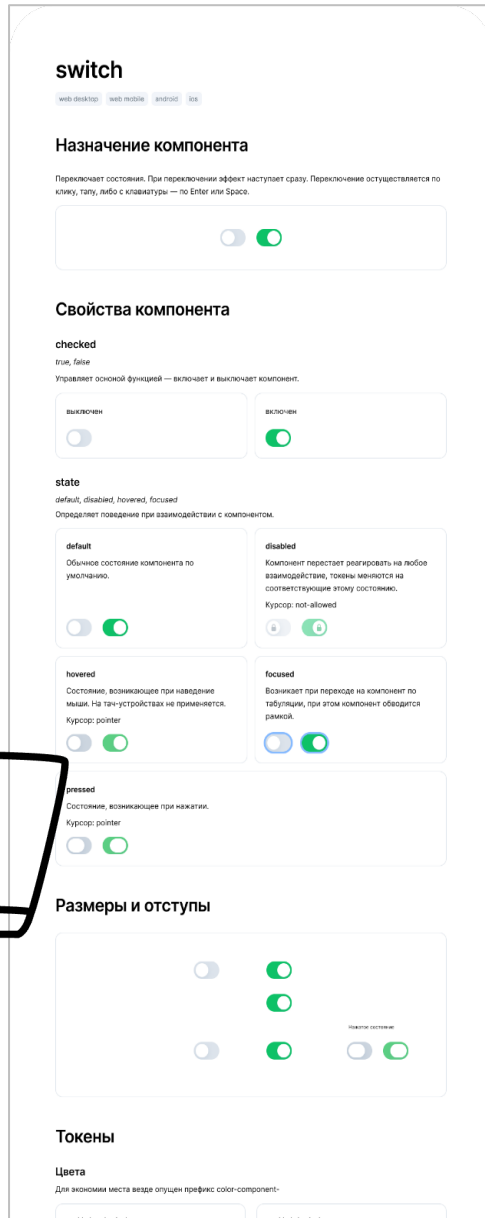 switch
web desktop web mobile android ios
Назначение компонента
Переключает состояния. При переключении эффект наступает сразу. Переключение остуществляется по
клику, тапу, либо с клавиатуры — по Enter или Space.
Свойства компонента
checked
true, false
Управляет осноной функцией — включает и выключает компонент.
выключен
включен
state
default, disabled, hovered, focused
Определяет поведение при взаимодействии с компонентом.
default
Обычное состояние компонента по
умолчанию.
disabled
Компонент перестает реагировать на любое
взаимодействие, токены меняются на
соответствующие этому состоянию.
Курсор: not-allowed
hovered
Состояние, возникающее при наведение
мыши. На тач-устройствах не применяется.
Курсор: pointer
focused
Возникает при переходе на компонент по
табуляции, при этом компонент обводится
рамкой.
pressed
Состояние, возникающее при нажатии.
Курсор: pointer
Размеры и отступы
Нажатое состояние
Токены
Цвета
Для экономии места везде опущен префикс color-component-